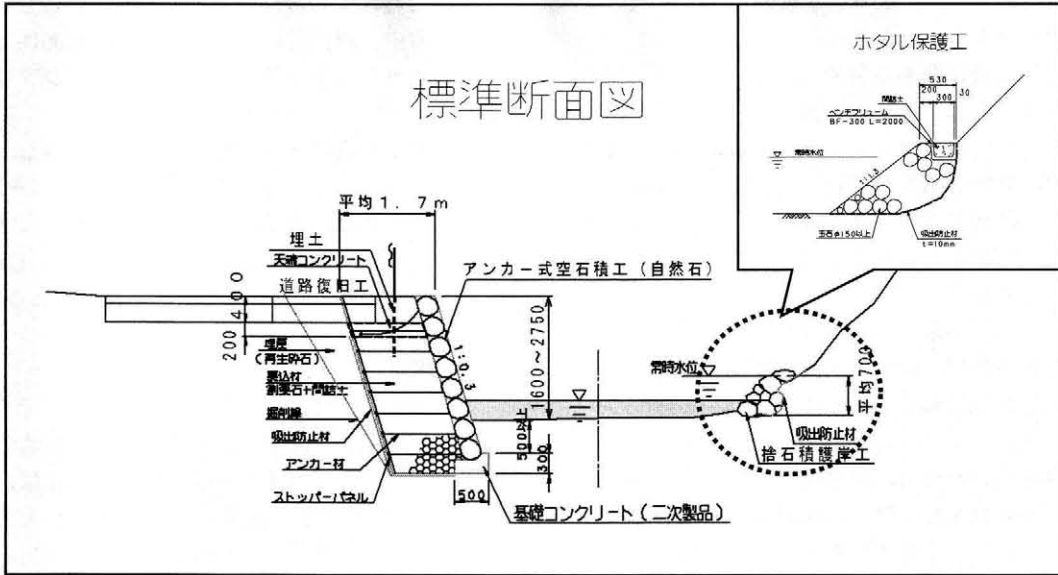 標準断面図
ホタル保護工
530
200
300
30
間詰土
ベンチフリューム
BF-300 L=2000
常時水位
1:1.3
玉石φ150以上
吸出防止材
t=10mm
平均1.7m
埋土
天端コンクリート
道路復旧工
アンカー式空石積工(自然石)
400
200
埋戻
(再生砕石)
裏込材
割栗石+間詰土
掘削線
吸出防止材
アンカー材
ストッパーパネル
1:0.3
1600~2750
500以上
300
500
基礎コンクリート(二次製品)
常時水位
平均700
吸出防止材
捨石積護岸工